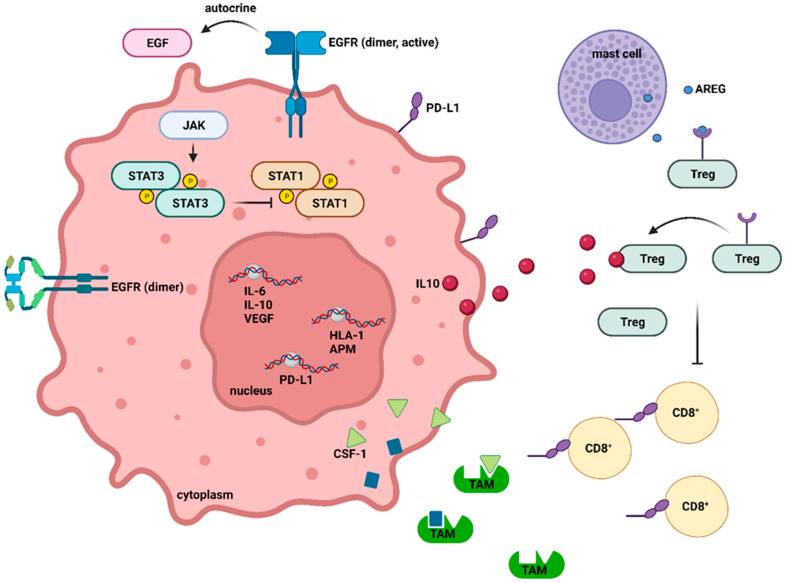 autocrine
EGF
EGFR (dimer, active)
mast cell
AREG
PD-L1
JAK
Treg
STAT3
P
STAT3
P
STAT1
P
STAT1
P
EGFR (dimer)
IL10
Treg
Treg
IL-6
IL-10
VEGF
HLA-1
APM
Treg
PD-L1
nucleus
CSF-1
CD8+
CD8+
cytoplasm
TAM
CD8+
TAM
TAM